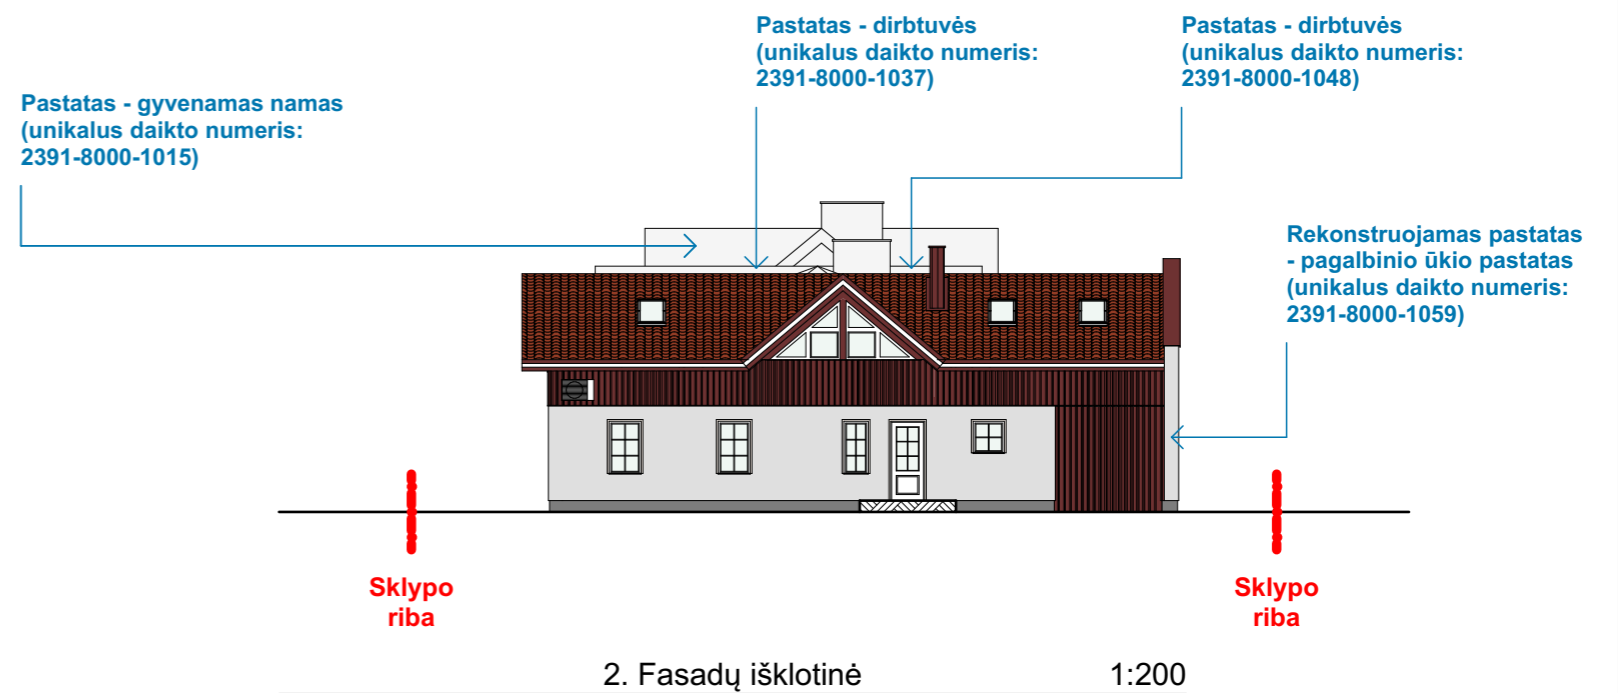 Pastatas - dirbtuvės
(unikalus daikto numeris:
2391-8000-1037)
Pastatas - dirbtuvės
(unikalus daikto numeris:
2391-8000-1048)
Pastatas - gyvenamas namas
(unikalus daikto numeris:
2391-8000-1015)
Rekonstruojamas pastatas
- pagalbinio ūkio pastatas
(unikalus daikto numeris:
2391-8000-1059)
Sklypo
riba
Sklypo
riba
2. Fasadų išklotinė 1:200